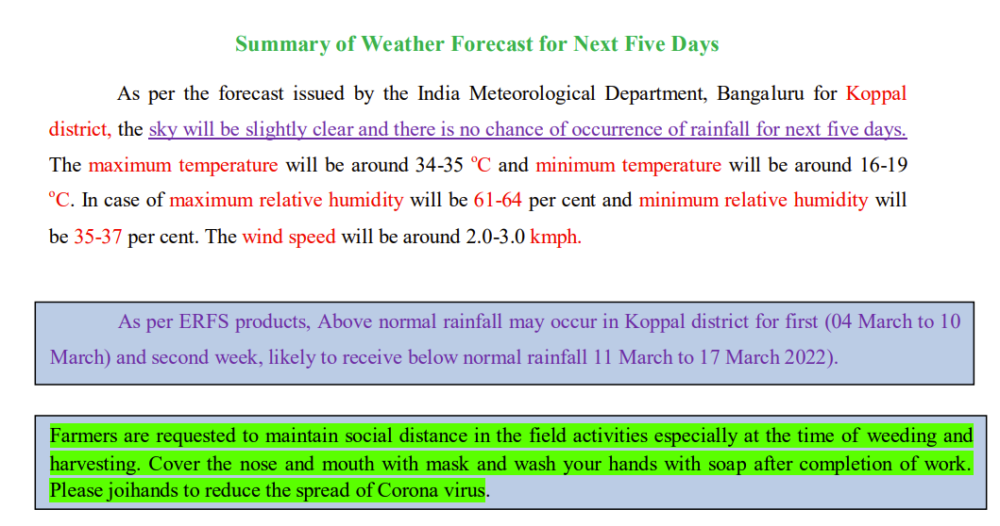 Summary of Weather Forecast for Next Five Days
As per the forecast issued by the India Meteorological Department, Bangaluru for Koppal
district, the sky will be slightly clear and there is no chance of occurrence of rainfall for next five days.
The maximum temperature will be around 34-35 °C and minimum temperature will be around 16-19
°C. In case of maximum relative humidity will be 61-64 per cent and minimum relative humidity will
be 35-37 per cent. The wind speed will be around 2.0-3.0 kmph.
As per ERFS products, Above normal rainfall may occur in Koppal district for first (04 March to 10
March) and second week, likely to receive below normal rainfall 11 March to 17 March 2022).
Farmers are requested to maintain social distance in the field activities especially at the time of weeding and
harvesting. Cover the nose and mouth with mask and wash your hands with soap after completion of work.
Please joihands to reduce the spread of Corona virus.